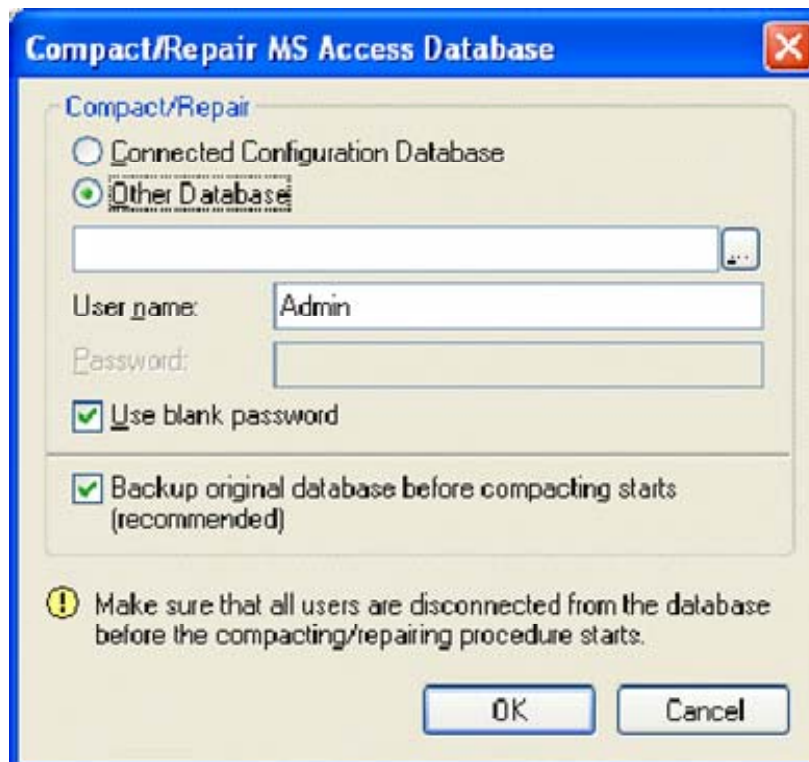 Compact/Repair MS Access Database
Compact/Repair
Connected Configuration Database
Other Database
...
User name:
Admin
Password:
Use blank password
Backup original database before compacting starts
(recommended)
Make sure that all users are disconnected from the database
before the compacting/repairing procedure starts.
OK
Cancel